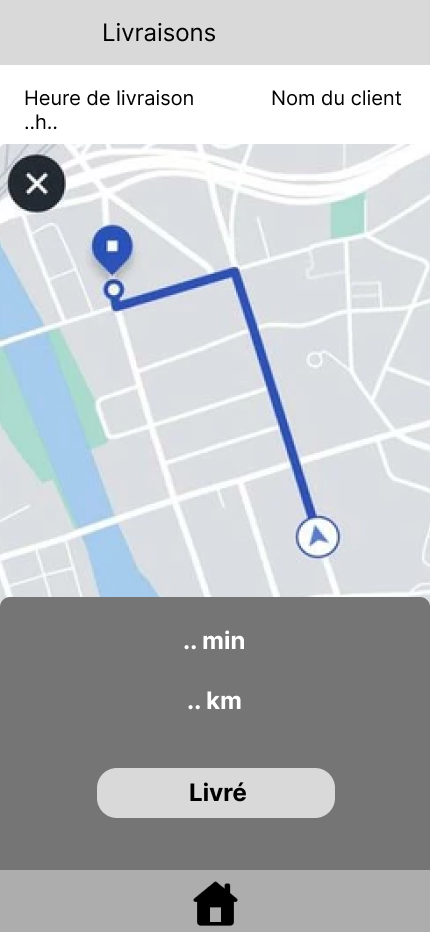 Livraisons
Heure de livraison
..h..
Nom du client
.. min
.. km
Livré